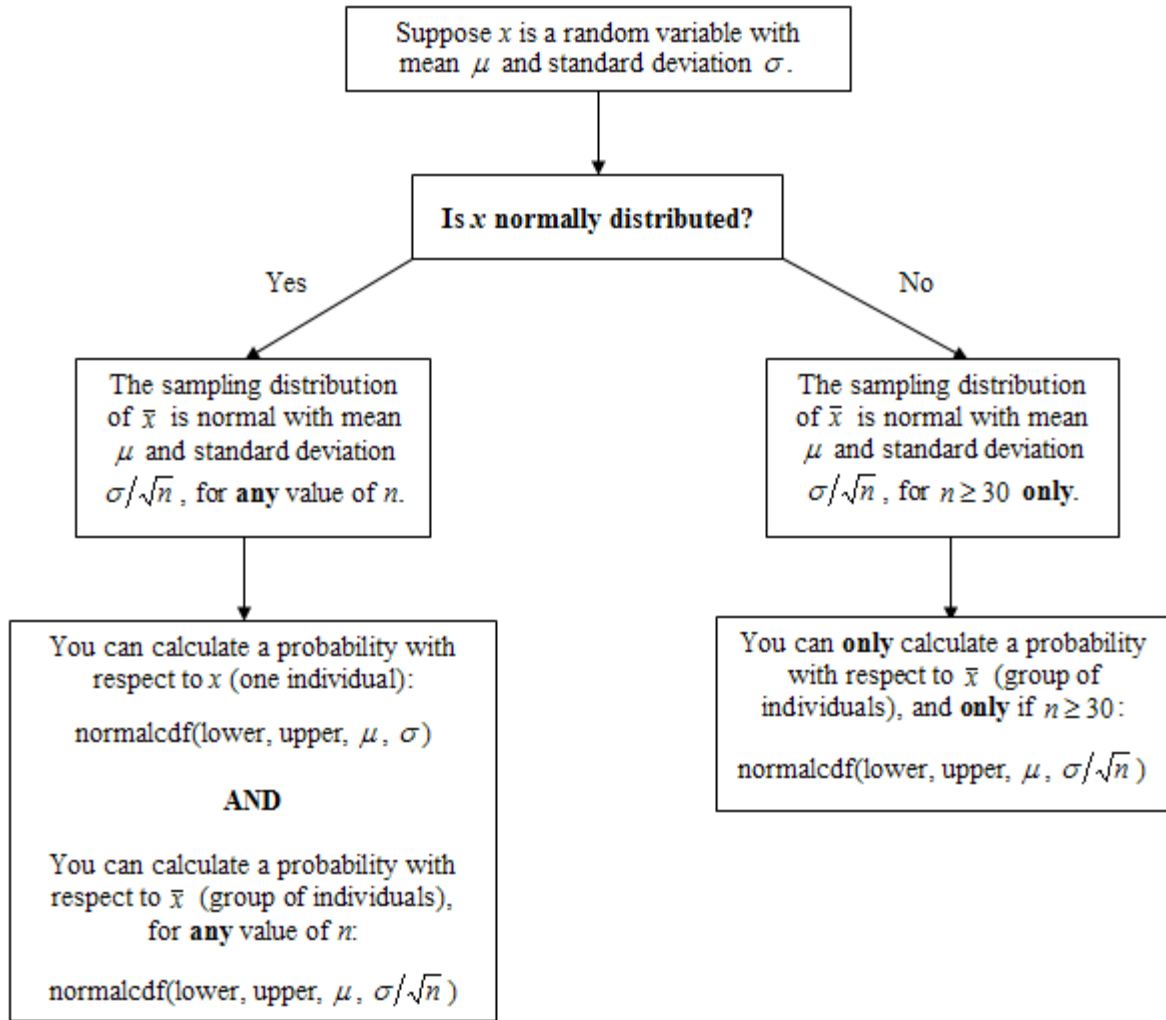 Suppose x is a random variable with
mean μ and standard deviation σ.
Is x normally distributed?
Yes
No
The sampling distribution
of x̄ is normal with mean
μ and standard deviation
σ/√n , for any value of n.
The sampling distribution
of x̄ is normal with mean
μ and standard deviation
σ/√n , for n ≥ 30 only.
You can calculate a probability with
respect to x (one individual):
normalcdf(lower, upper, μ, σ)
AND
You can calculate a probability with
respect to x̄ (group of individuals),
for any value of n:
normalcdf(lower, upper, μ, σ/√n )
You can only calculate a probability
with respect to x̄ (group of
individuals), and only if n ≥ 30:
normalcdf(lower, upper, μ, σ/√n )